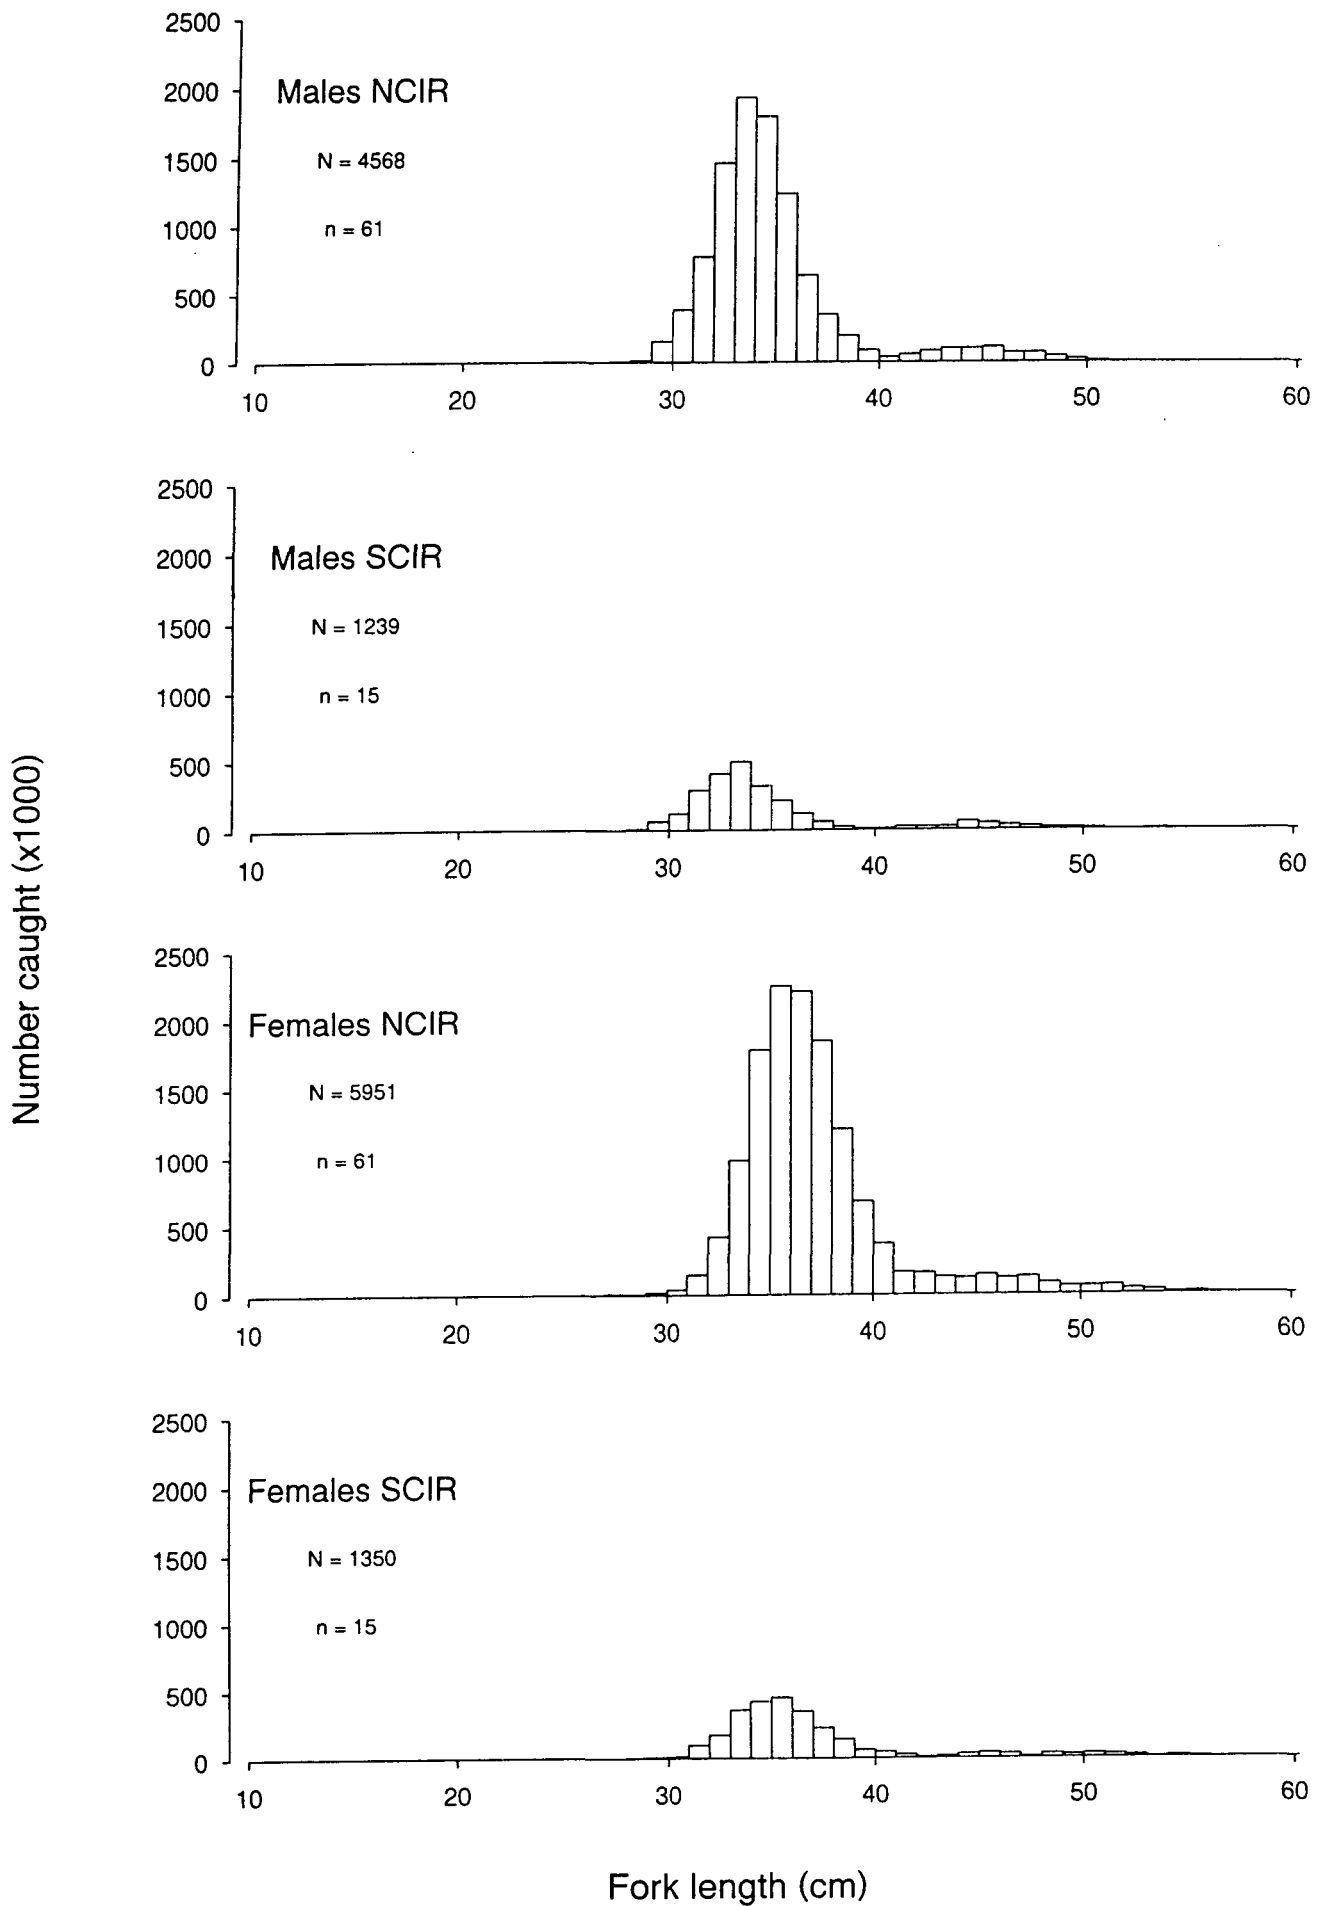 2500
2000
Males NCIR
1500
N = 4568
1000
n = 61
500
0
10 20 30 40 50 60
2500
2000
Males SCIR
1500
N = 1239
1000
n = 15
500
0
10 20 30 40 50 60
Number caught (x1000)
2500
2000
Females NCIR
1500
N = 5951
1000
n = 61
500
0
10 20 30 40 50 60
2500
2000
Females SCIR
1500
N = 1350
1000
n = 15
500
0
10 20 30 40 50 60
Fork length (cm)